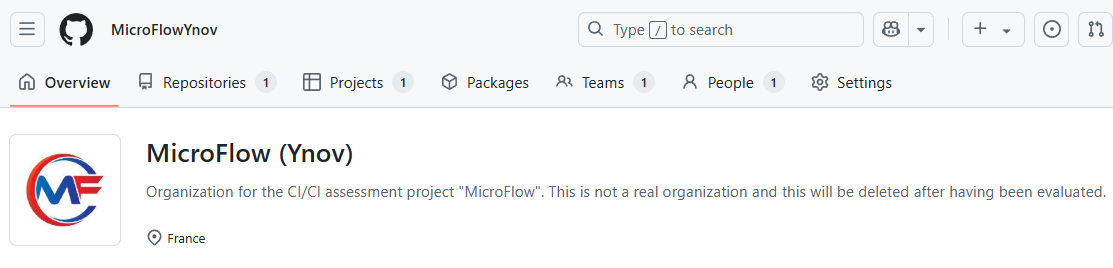 MicroFlowYnov
Type / to search
Overview Repositories 1 Projects 1 Packages Teams 1 People 1 Settings
MF
MicroFlow (Ynov)
Organization for the CI/CI assessment project "MicroFlow". This is not a real organization and this will be deleted after having been evaluated.
France